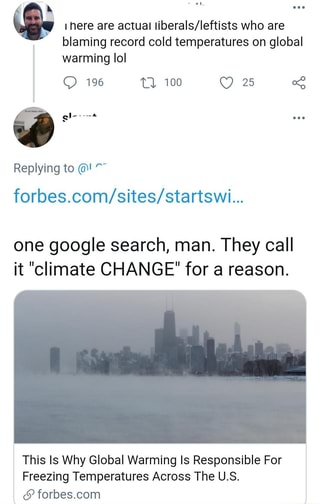 There are actual liberals/leftists who are
blaming record cold temperatures on global
warming lol
196 100 25
Replying to
forbes.com/sites/startswi...
one google search, man. They call
it "climate CHANGE" for a reason.
This Is Why Global Warming Is Responsible For
Freezing Temperatures Across The U.S.
forbes.com